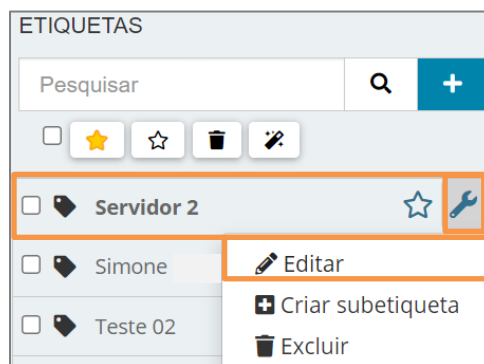 ETIQUETAS
Pesquisar
Servidor 2
Simone
Editar
Criar subetiqueta
Teste 02
Excluir